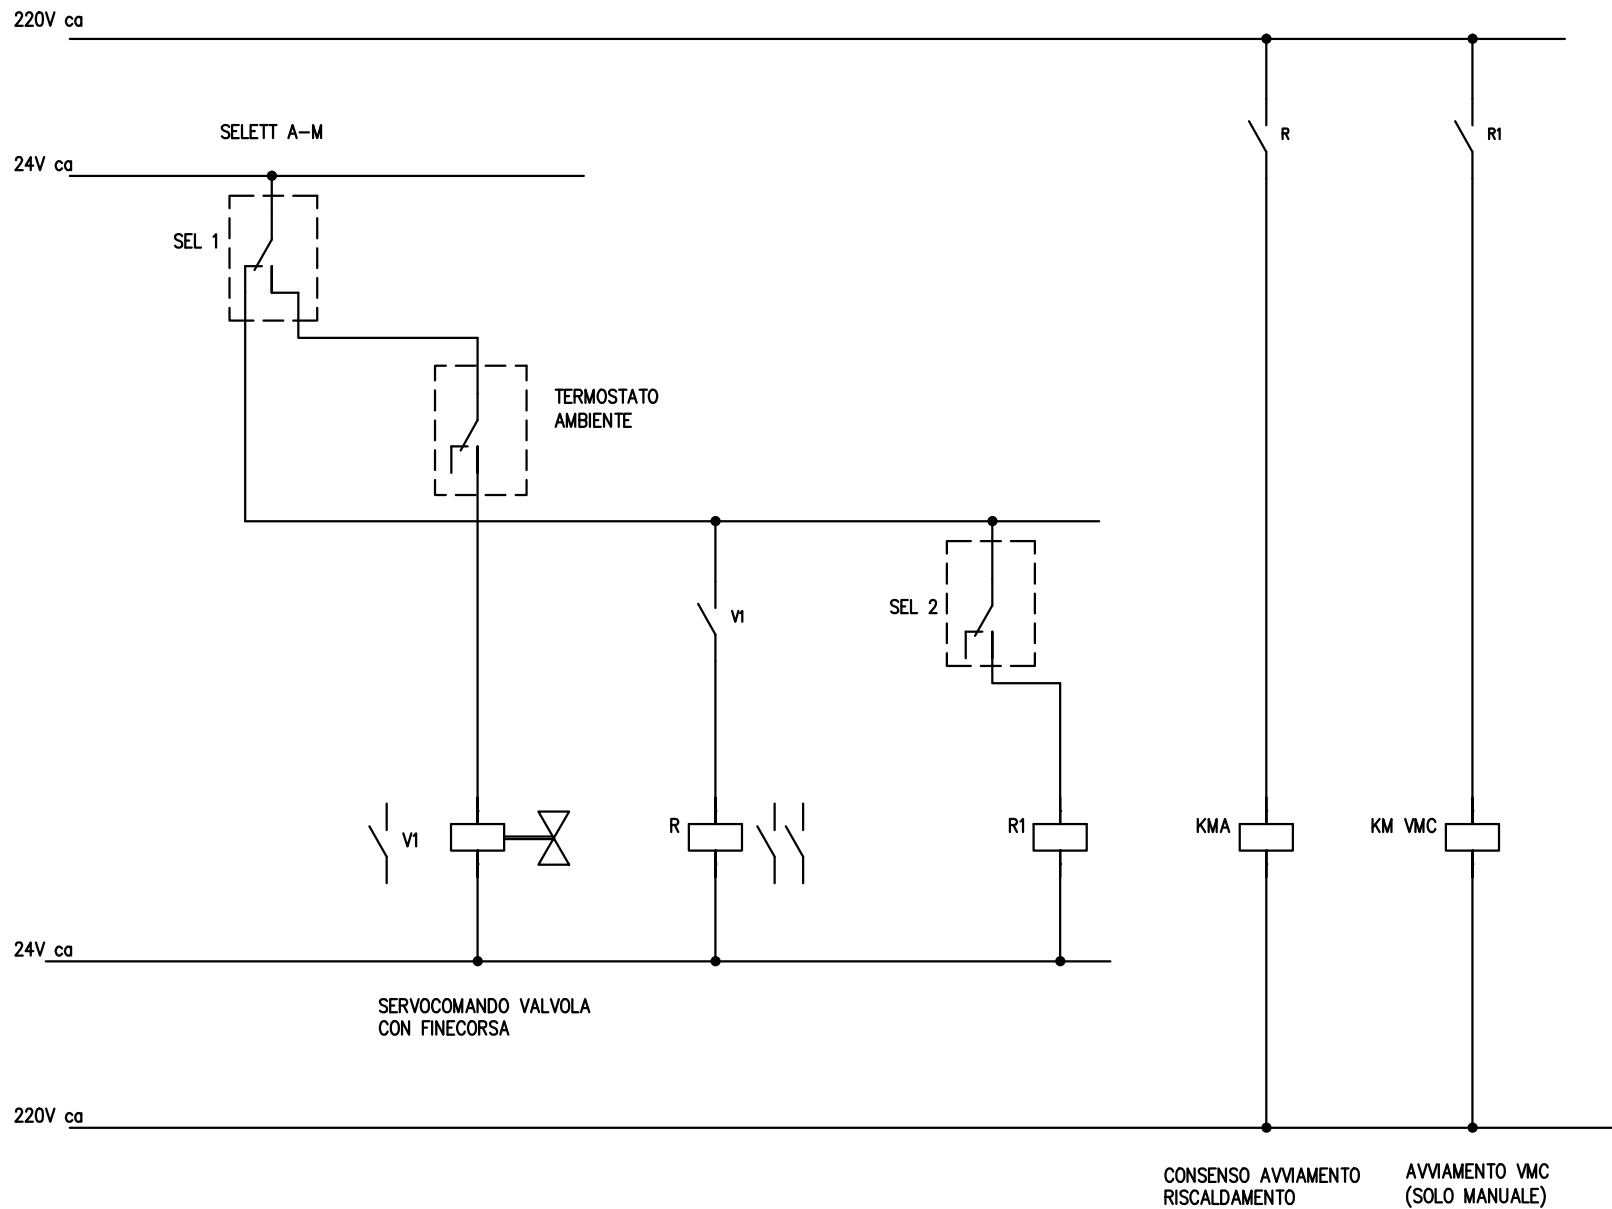 220V ca
SELETT A-M
24V ca
R
R1
SEL 1
TERMOSTATO
AMBIENTE
SEL 2
V1
V1
R
R1
KMA
KM VMC
24V ca
SERVOCOMANDO VALVOLA
CON FINECORSA
220V ca
CONSENSO AVVIAMENTO
RISCALDAMENTO
AVVIAMENTO VMC
(SOLO MANUALE)